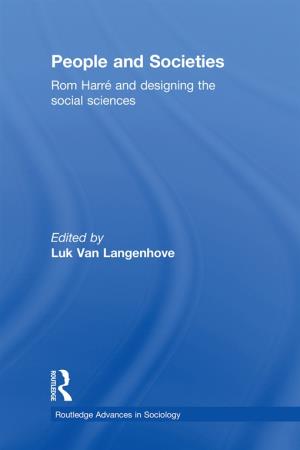 People and Societies
Rom Harré and designing the
social sciences
Edited by
Luk Van Langenhove
ROUTLEDGE
Routledge Advances in Sociology